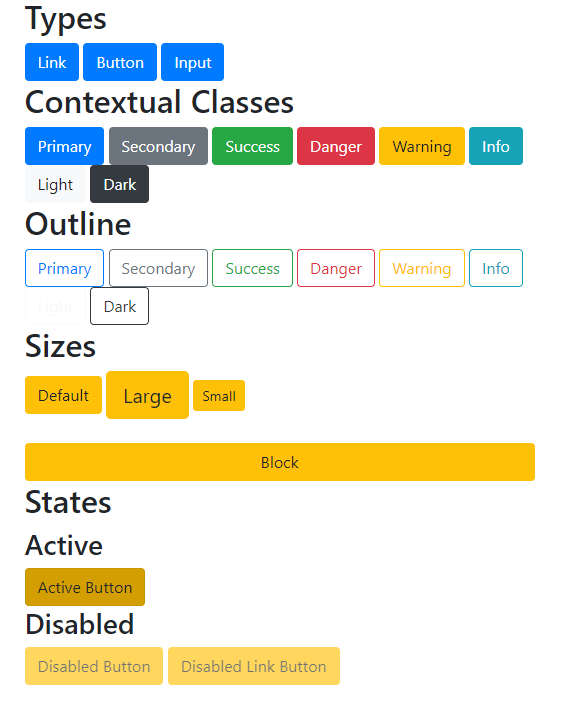 Types
Link Button Input
Contextual Classes
Primary Secondary Success Danger Warning Info
Light Dark
Outline
Primary Secondary Success Danger Warning Info
Light Dark
Sizes
Default Large Small
Block
States
Active
Active Button
Disabled
Disabled Button Disabled Link Button